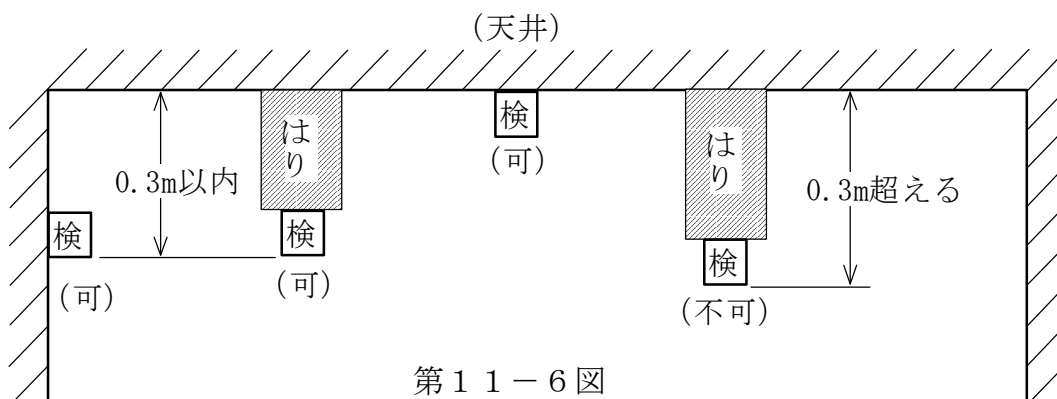 (天井)
はり
検
(可)
はり
0.3m以内
0.3m超える
検
(可)
検
(可)
検
(不可)
第11-6図